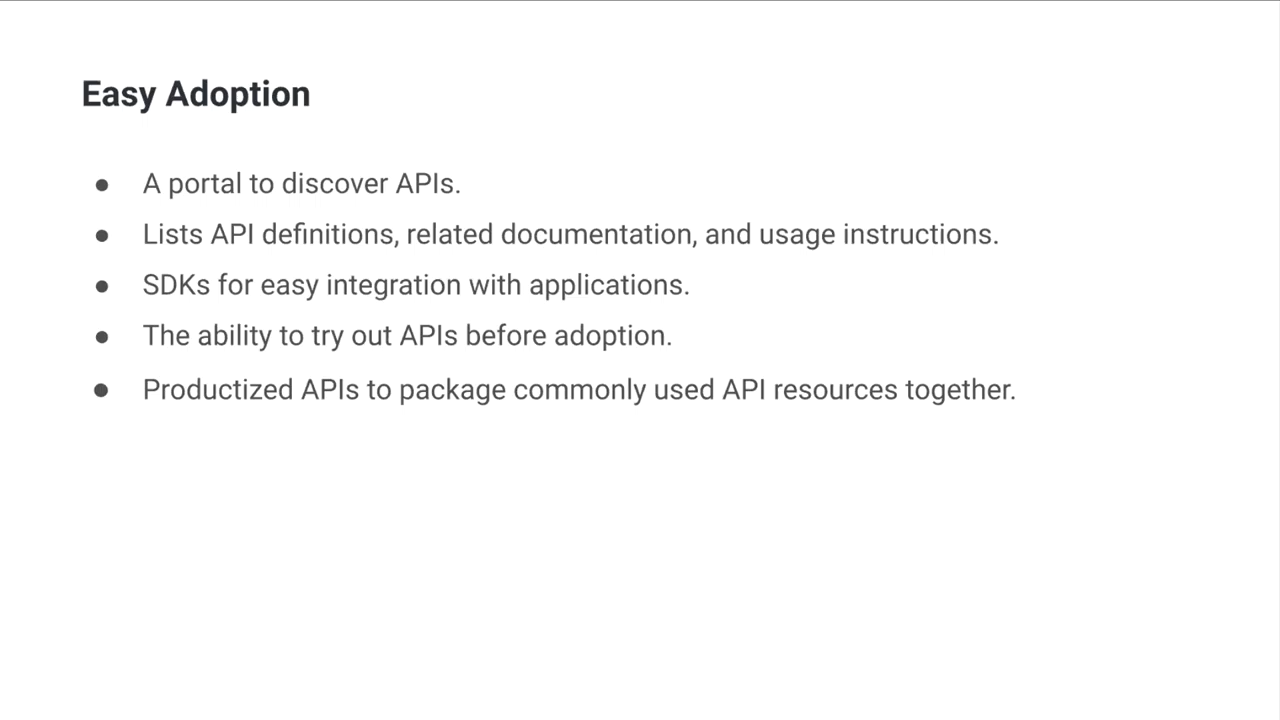 Easy Adoption
● A portal to discover APIs.
● Lists API definitions, related documentation, and usage instructions.
● SDKs for easy integration with applications.
● The ability to try out APIs before adoption.
● Productized APIs to package commonly used API resources together.